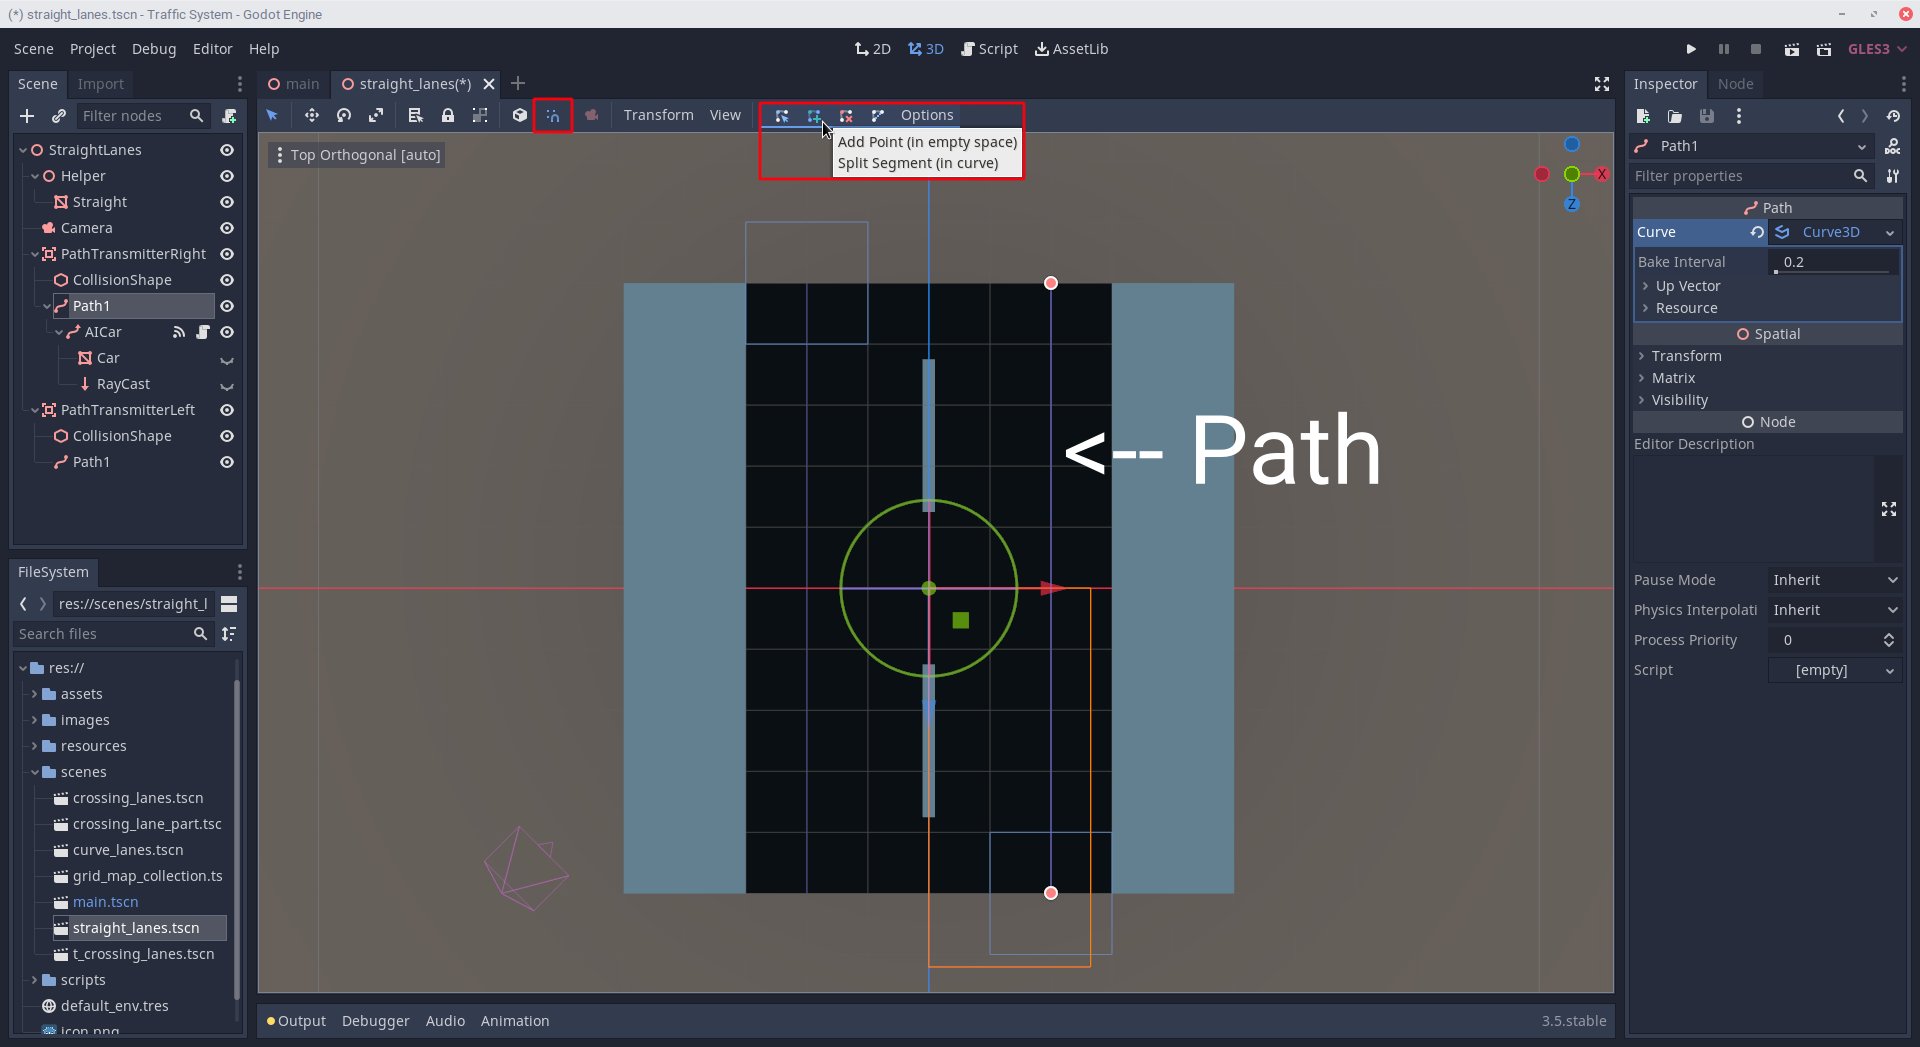 (*) straight_lanes.tscn - Traffic System - Godot Engine
Scene Project Debug Editor Help
2D 3D Script AssetLib
GLES3
Scene Import
main straight_lanes(*)
Inspector Node
Filter nodes
Transform View
Options
Add Point (in empty space)
Split Segment (in curve)
Top Orthogonal [auto]
X
Z
StraightLanes
Helper
Straight
Camera
PathTransmitterRight
CollisionShape
Path1
AICar
Car
RayCast
PathTransmitterLeft
CollisionShape
Path1
FileSystem
res://scenes/straight_l
Search files
res://
assets
images
resources
scenes
crossing_lanes.tscn
crossing_lane_part.tsc
curve_lanes.tscn
grid_map_collection.ts
main.tscn
straight_lanes.tscn
t_crossing_lanes.tscn
scripts
default_env.tres
icon.png
<-- Path
Output Debugger Audio Animation
3.5.stable
Path1
Filter properties
Path
Curve Curve3D
Bake Interval 0.2
Up Vector
Resource
Spatial
Transform
Matrix
Visibility
Node
Editor Description
Pause Mode Inherit
Physics Interpolati Inherit
Process Priority 0
Script [empty]